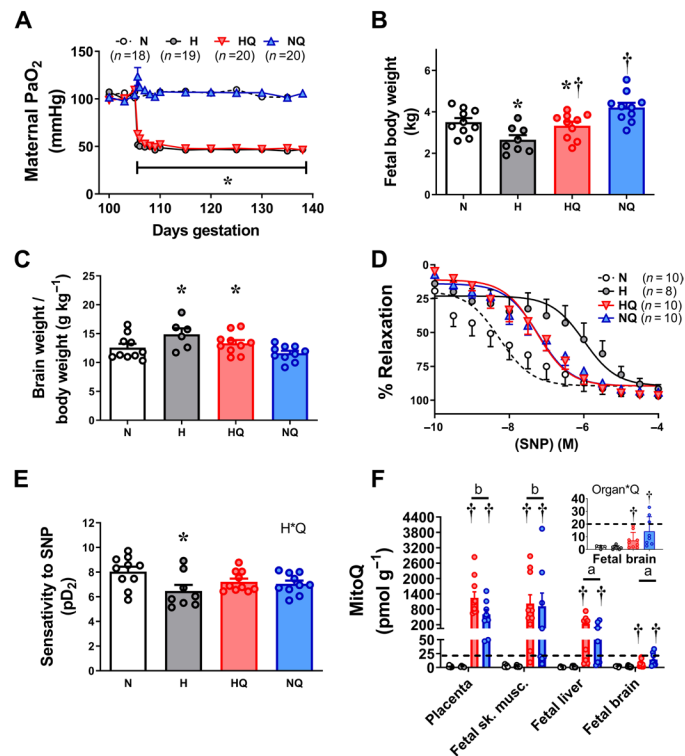 A
N H HQ NQ
(n=18) (n=19) (n=20) (n=20)
Maternal PaO2
(mmHg)
150
100
50
0
*
100 110 120 130 140
Days gestation
B
Fetal body weight
(kg)
6
4
2
0
*
*†
†
N H HQ NQ
C
Brain weight /
body weight (g kg−1)
25
20
15
10
5
0
* *
N H HQ NQ
D
N (n=10)
H (n=8)
HQ (n=10)
NQ (n=10)
% Relaxation
0
25
50
75
100
−10 −8 −6 −4
(SNP) (M)
E
Sensativity to SNP
(pD2)
12
10
8
6
4
2
0
*
H*Q
N H HQ NQ
F
MitoQ
(pmol g−1)
4400
3800
3200
2600
2000
1400
800
200
50
25
0
b b
† † † †
a a
† † † †
Organ*Q
40
30
20
10
0
† †
Fetal brain
Placenta
Fetal sk. musc.
Fetal liver
Fetal brain